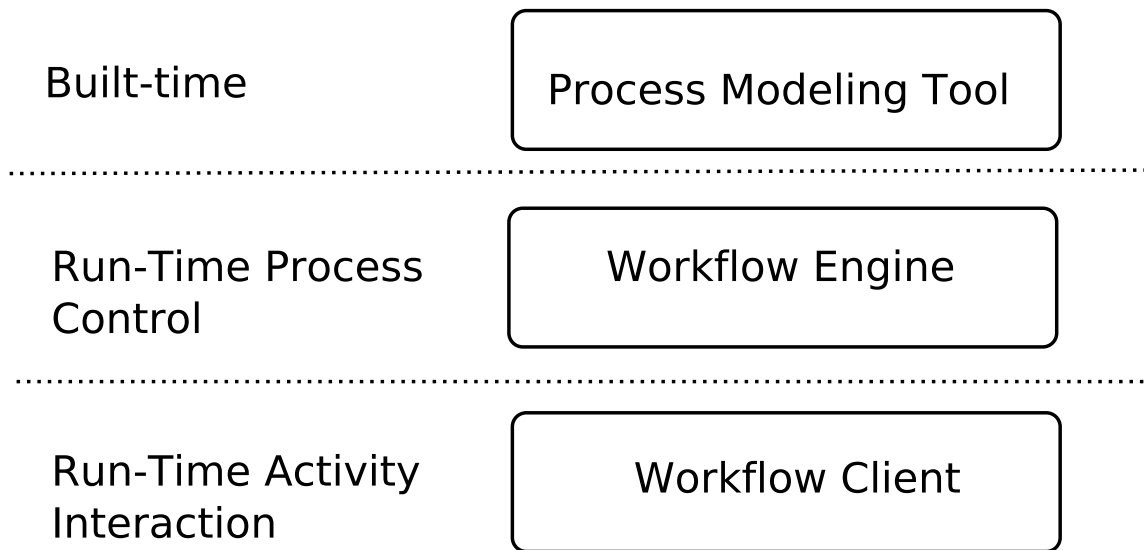 Built-time
Process Modeling Tool
Run-Time Process
Control
Workflow Engine
Run-Time Activity
Interaction
Workflow Client